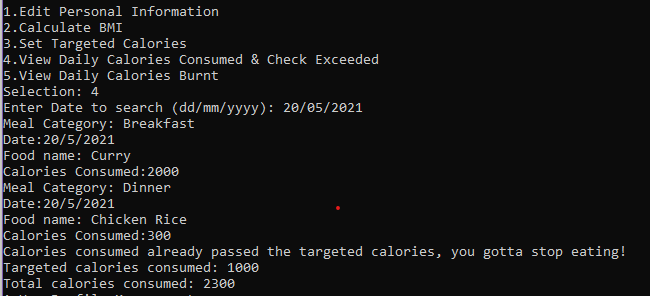 1.Edit Personal Information
2.Calculate BMI
3.Set Targeted Calories
4.View Daily Calories Consumed & Check Exceeded
5.View Daily Calories Burnt
Selection: 4
Enter Date to search (dd/mm/yyyy): 20/05/2021
Meal Category: Breakfast
Date:20/5/2021
Food name: Curry
Calories Consumed:2000
Meal Category: Dinner
Date:20/5/2021
Food name: Chicken Rice
Calories Consumed:300
Calories consumed already passed the targeted calories, you gotta stop eating!
Targeted calories consumed: 1000
Total calories consumed: 2300